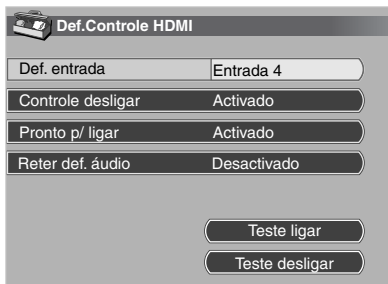 Def.Controle HDMI
Def. entrada Entrada 4
Controle desligar Activado
Pronto p/ ligar Activado
Reter def. áudio Desactivado
Teste ligar
Teste desligar